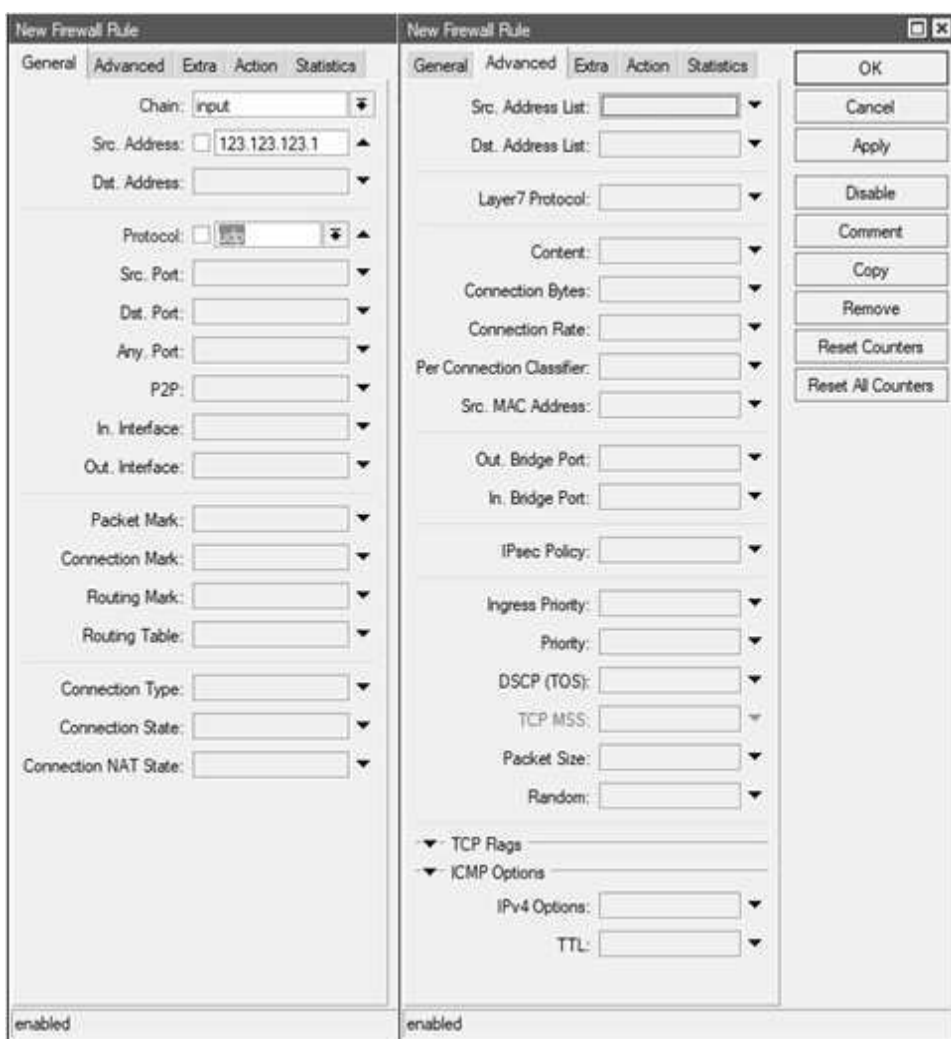 New Firewall Rule
General Advanced Extra Action Statistics
Chain: input
Src. Address: 123.123.123.1
Dst. Address:
Protocol:
Src. Port:
Dst. Port:
Any. Port:
P2P:
In. Interface:
Out. Interface:
Packet Mark:
Connection Mark:
Routing Mark:
Routing Table:
Connection Type:
Connection State:
Connection NAT State:
enabled
New Firewall Rule
General Advanced Extra Action Statistics
Src. Address List:
Dst. Address List:
Layer7 Protocol:
Content:
Connection Bytes:
Connection Rate:
Per Connection Classifier:
Src. MAC Address:
Out. Bridge Port:
In. Bridge Port:
IPsec Policy:
Ingress Priority:
Priority:
DSCP (TOS):
TCP MSS:
Packet Size:
Random:
TCP Flags
ICMP Options
IPv4 Options:
TTL:
enabled
OK
Cancel
Apply
Disable
Comment
Copy
Remove
Reset Counters
Reset All Counters